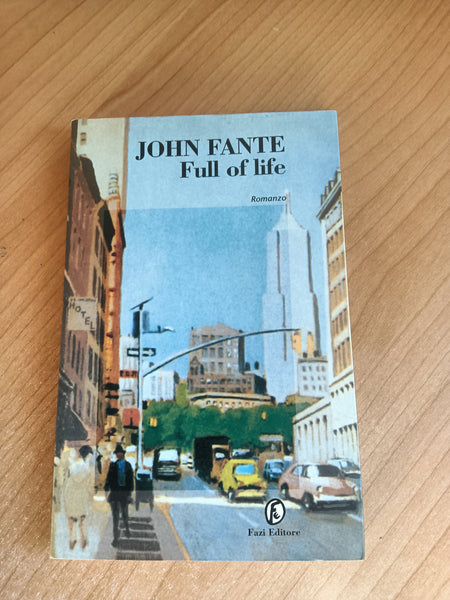 JOHN FANTE
Full of life
Romanzo
HOTEL
Fazi Editore